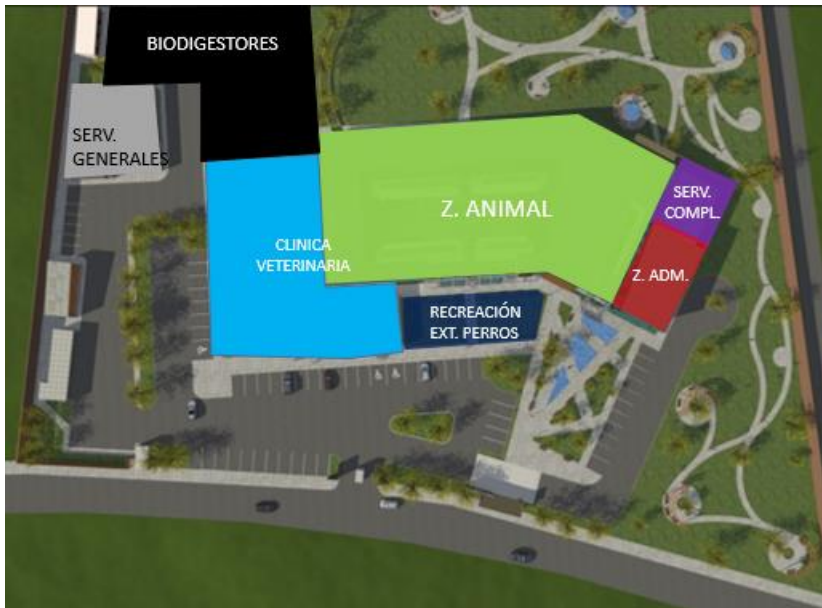 BIODIGESTORES
SERV.
GENERALES
Z. ANIMAL
SERV.
COMPL.
CLINICA
VETERINARIA
Z. ADM.
RECREACIÓN
EXT. PERROS